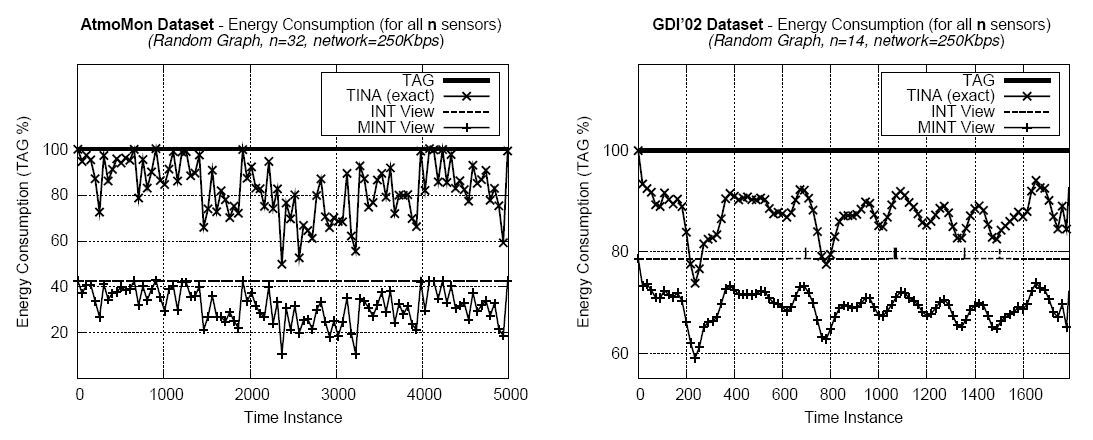 AtmoMon Dataset - Energy Consumption (for all n sensors)
(Random Graph, n=32, network=250Kbps)
TAG
TINA (exact)
INT View
MINT View
Energy Consumption (TAG %)
100
80
60
40
20
0 1000 2000 3000 4000 5000
Time Instance
GDI'02 Dataset - Energy Consumption (for all n sensors)
(Random Graph, n=14, network=250Kbps)
TAG
TINA (exact)
INT View
MINT View
Energy Consumption (TAG %)
100
80
60
0 200 400 600 800 1000 1200 1400 1600
Time Instance